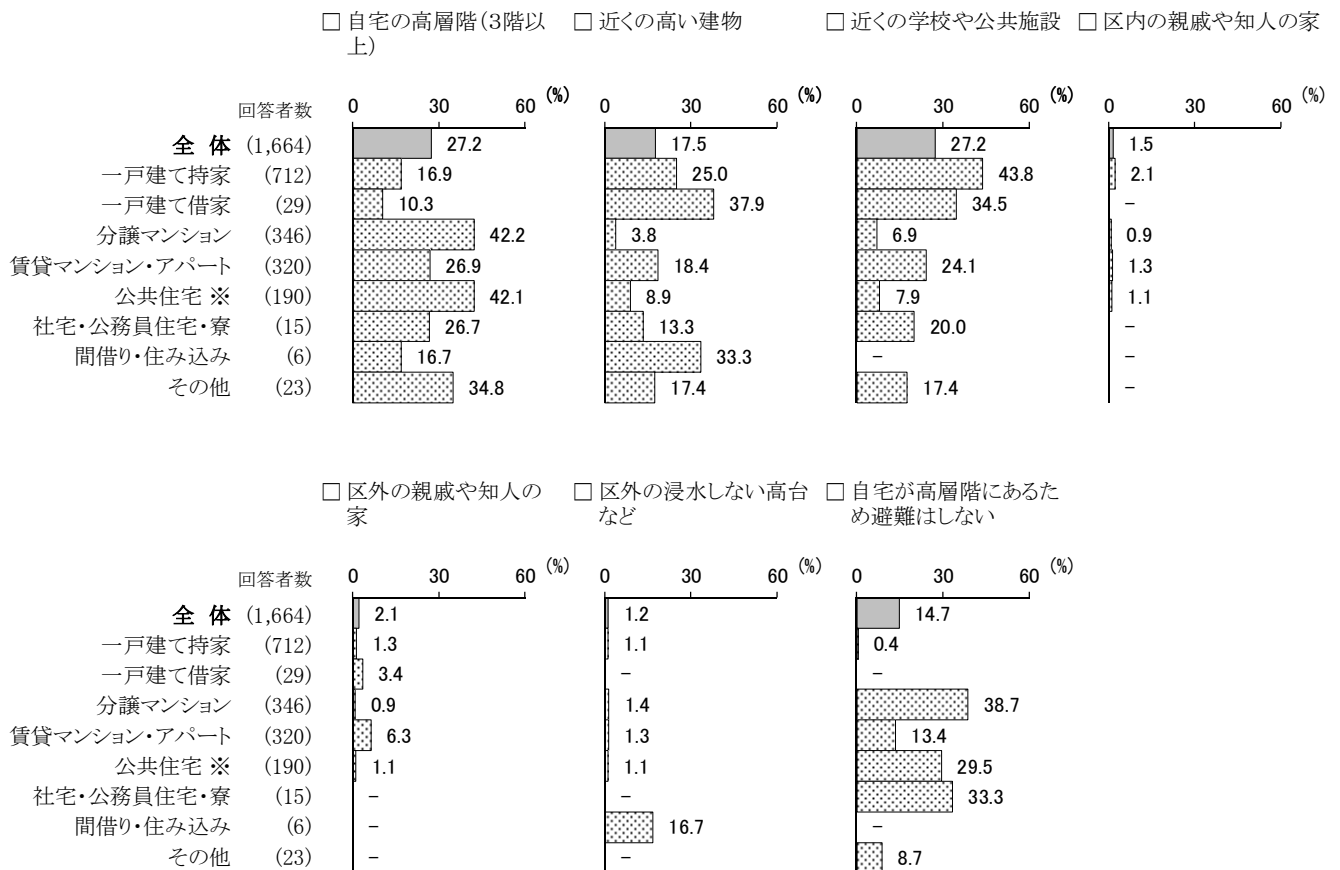 □ 自宅の高層階(3階以上) □ 近くの高い建物 □ 近くの学校や公共施設 □ 区内の親戚や知人の家
回答者数 0 30 60 (%) 0 30 60 (%) 0 30 60 (%) 0 30 60 (%)
全 体 (1,664) 27.2 17.5 27.2 1.5
一戸建て持家 (712) 16.9 25.0 43.8 2.1
一戸建て借家 (29) 10.3 37.9 34.5 −
分譲マンション (346) 42.2 3.8 6.9 0.9
賃貸マンション・アパート (320) 26.9 18.4 24.1 1.3
公共住宅 ※ (190) 42.1 8.9 7.9 1.1
社宅・公務員住宅・寮 (15) 26.7 13.3 20.0 −
間借り・住み込み (6) 16.7 33.3 − −
その他 (23) 34.8 17.4 17.4 −
□ 区外の親戚や知人の家 □ 区外の浸水しない高台など □ 自宅が高層階にあるため避難はしない
回答者数 0 30 60 (%) 0 30 60 (%) 0 30 60 (%)
全 体 (1,664) 2.1 1.2 14.7
一戸建て持家 (712) 1.3 1.1 0.4
一戸建て借家 (29) 3.4 − −
分譲マンション (346) 0.9 1.4 38.7
賃貸マンション・アパート (320) 6.3 1.3 13.4
公共住宅 ※ (190) 1.1 1.1 29.5
社宅・公務員住宅・寮 (15) − − 33.3
間借り・住み込み (6) − 16.7 −
その他 (23) − − 8.7